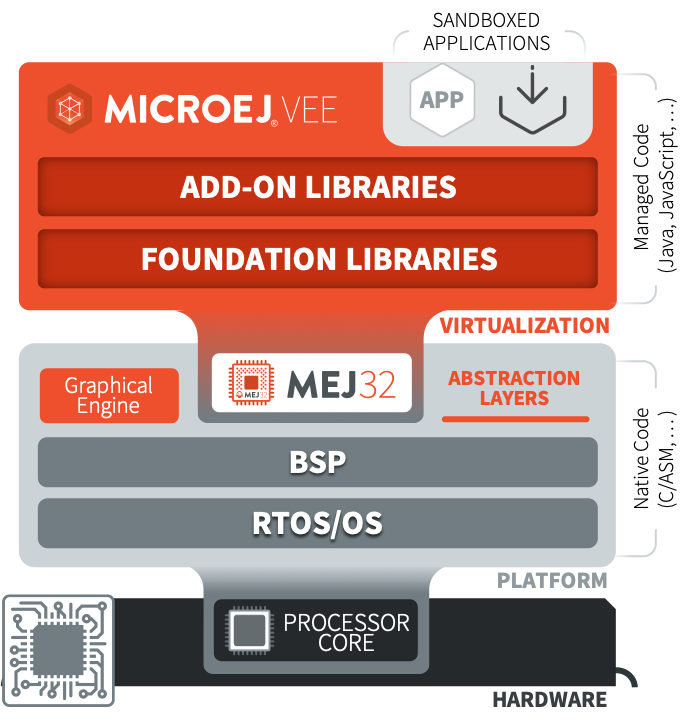 SANDBOXED
APPLICATIONS
MICROEJ® VEE
APP
ADD-ON LIBRARIES
FOUNDATION LIBRARIES
Managed Code
(Java, JavaScript,...)
VIRTUALIZATION
Graphical
Engine
MEJ32
MEJ32
ABSTRACTION
LAYERS
BSP
RTOS/OS
Native Code
(C/ASM,...)
PLATFORM
PROCESSOR
CORE
HARDWARE